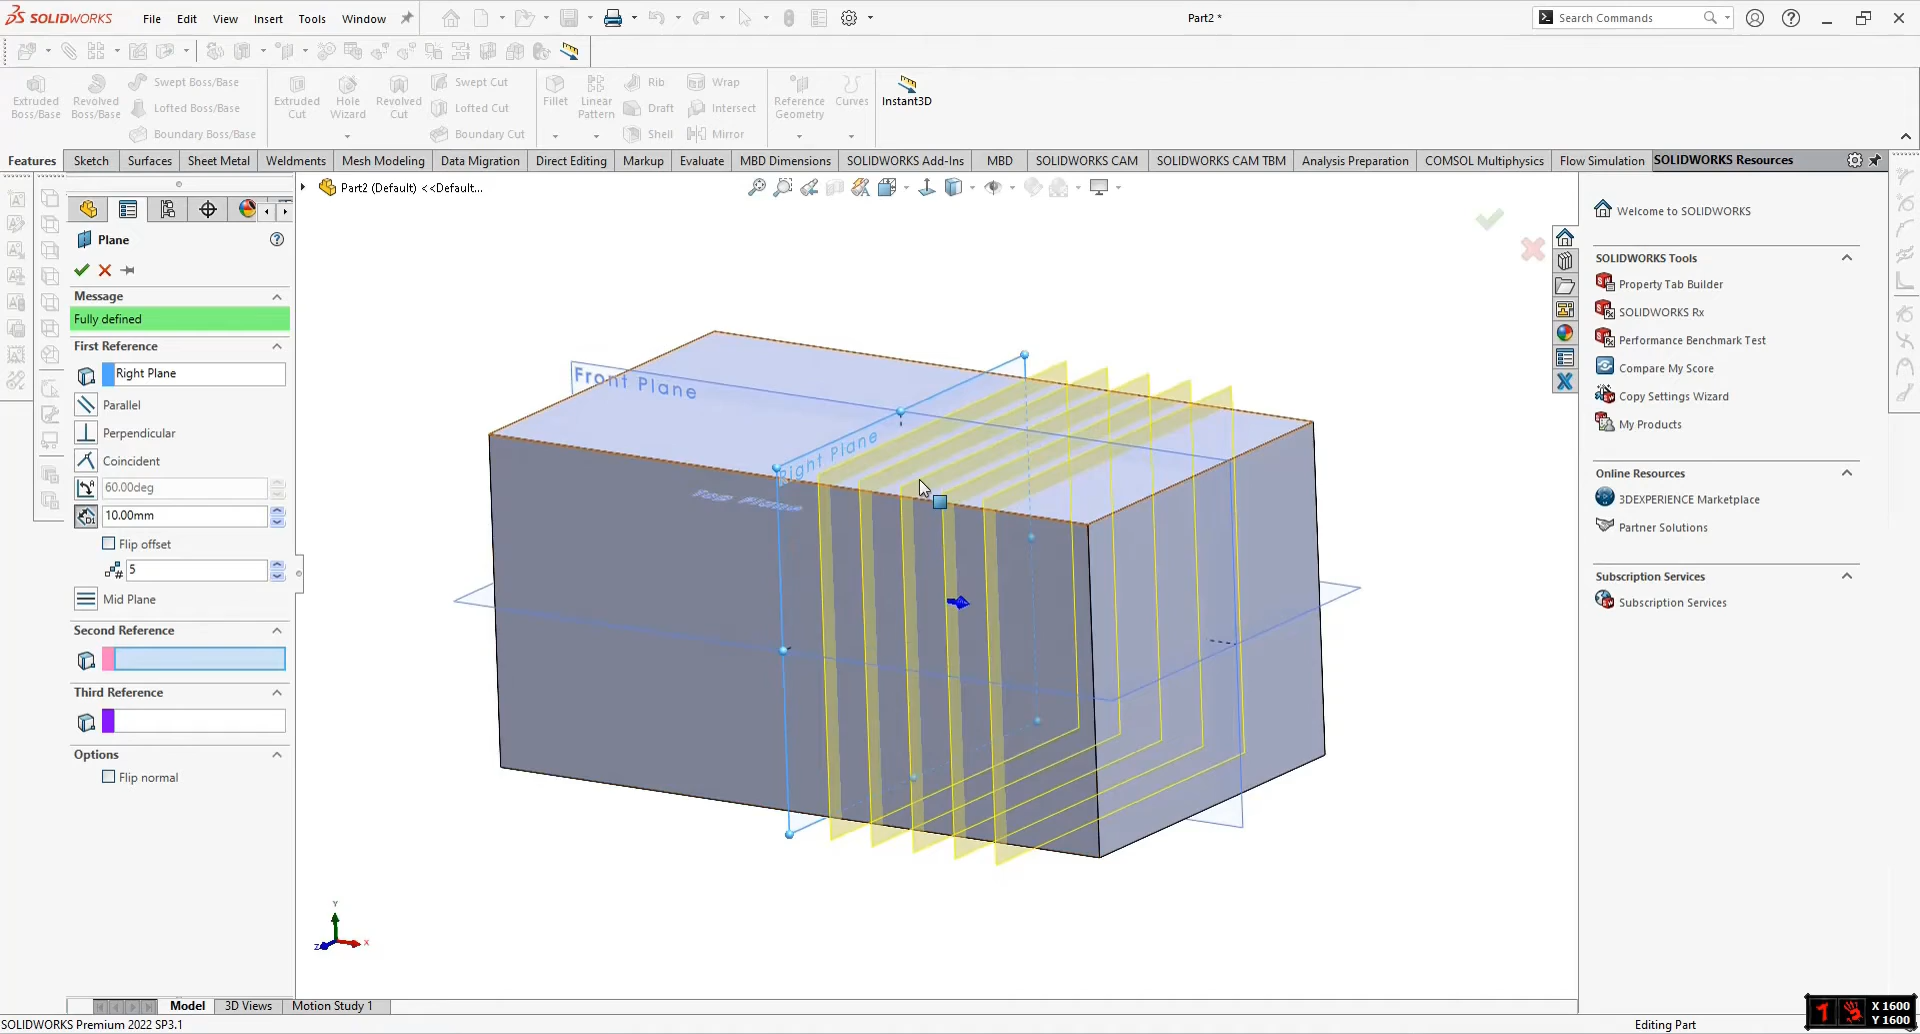 SOLIDWORKS File Edit View Insert Tools Window Part2 * Search Commands
Extruded Boss/Base Revolved Boss/Base Swept Boss/Base Lofted Boss/Base Boundary Boss/Base Extruded Cut Hole Wizard Revolved Cut Swept Cut Lofted Cut Boundary Cut Fillet Linear Pattern Rib Draft Shell Wrap Intersect Mirror Reference Geometry Curves Instant3D
Features Sketch Surfaces Sheet Metal Weldments Mesh Modeling Data Migration Direct Editing Markup Evaluate MBD Dimensions SOLIDWORKS Add-Ins MBD SOLIDWORKS CAM SOLIDWORKS CAM TBM Analysis Preparation COMSOL Multiphysics Flow Simulation SOLIDWORKS Resources
Part2 (Default) <<Default...
Plane
Message
Fully defined
First Reference
Right Plane
Parallel
Perpendicular
Coincident
60.00deg
10.00mm
Flip offset
5
Mid Plane
Second Reference
Third Reference
Options
Flip normal
Front Plane
Right Plane
Top Plane
Y
Z
X
Welcome to SOLIDWORKS
SOLIDWORKS Tools
Property Tab Builder
SOLIDWORKS Rx
Performance Benchmark Test
Compare My Score
Copy Settings Wizard
My Products
Online Resources
3DEXPERIENCE Marketplace
Partner Solutions
Subscription Services
Subscription Services
Model 3D Views Motion Study 1
X 1600
Y 1600
SOLIDWORKS Premium 2022 SP3.1 Editing Part